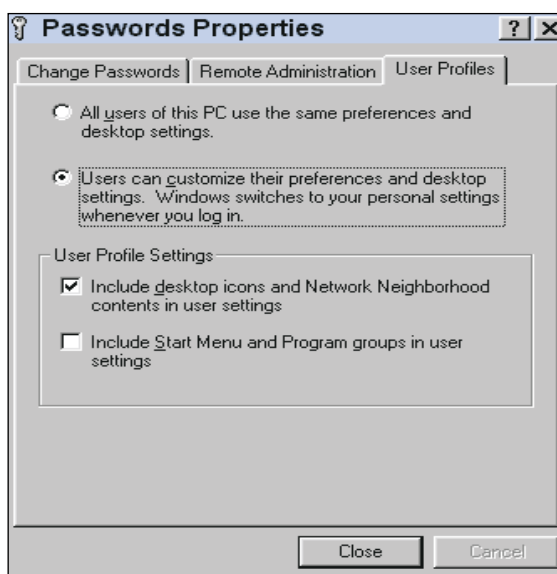 Passwords Properties
Change Passwords Remote Administration User Profiles
All users of this PC use the same preferences and
desktop settings.
Users can customize their preferences and desktop
settings. Windows switches to your personal settings
whenever you log in.
User Profile Settings
Include desktop icons and Network Neighborhood
contents in user settings
Include Start Menu and Program groups in user
settings
Close Cancel